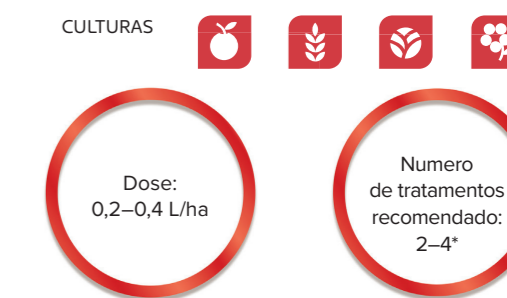 CULTURAS
Dose:
0,2–0,4 L/ha
Numero
de tratamentos
recomendado:
2–4*